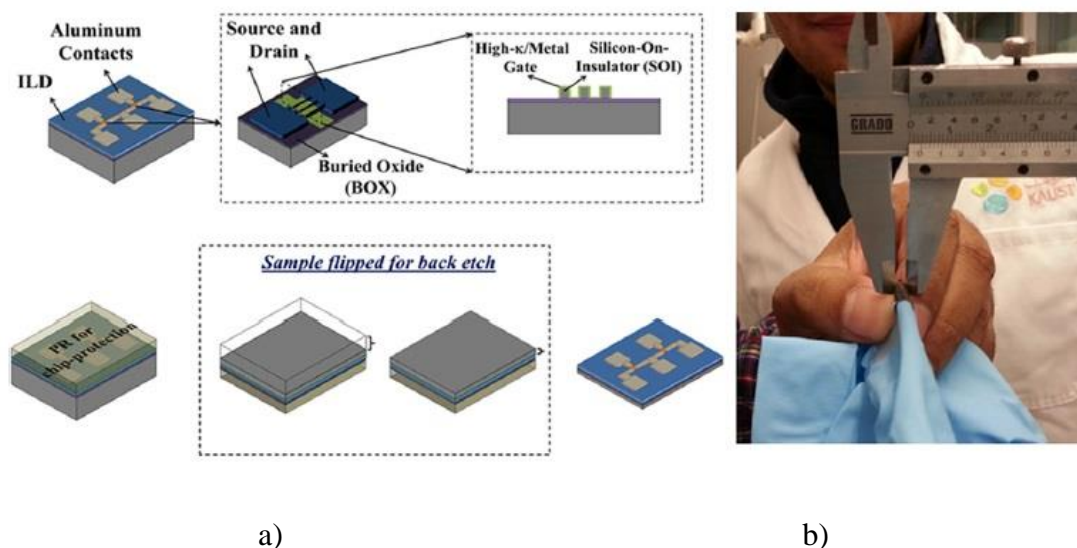 Aluminum
Contacts
ILD
Source and
Drain
Buried Oxide
(BOX)
High-κ/Metal
Gate
Silicon-On-
Insulator (SOI)
PR for
chip-protection
Sample flipped for back etch
GRADO
KAUST
a)
b)